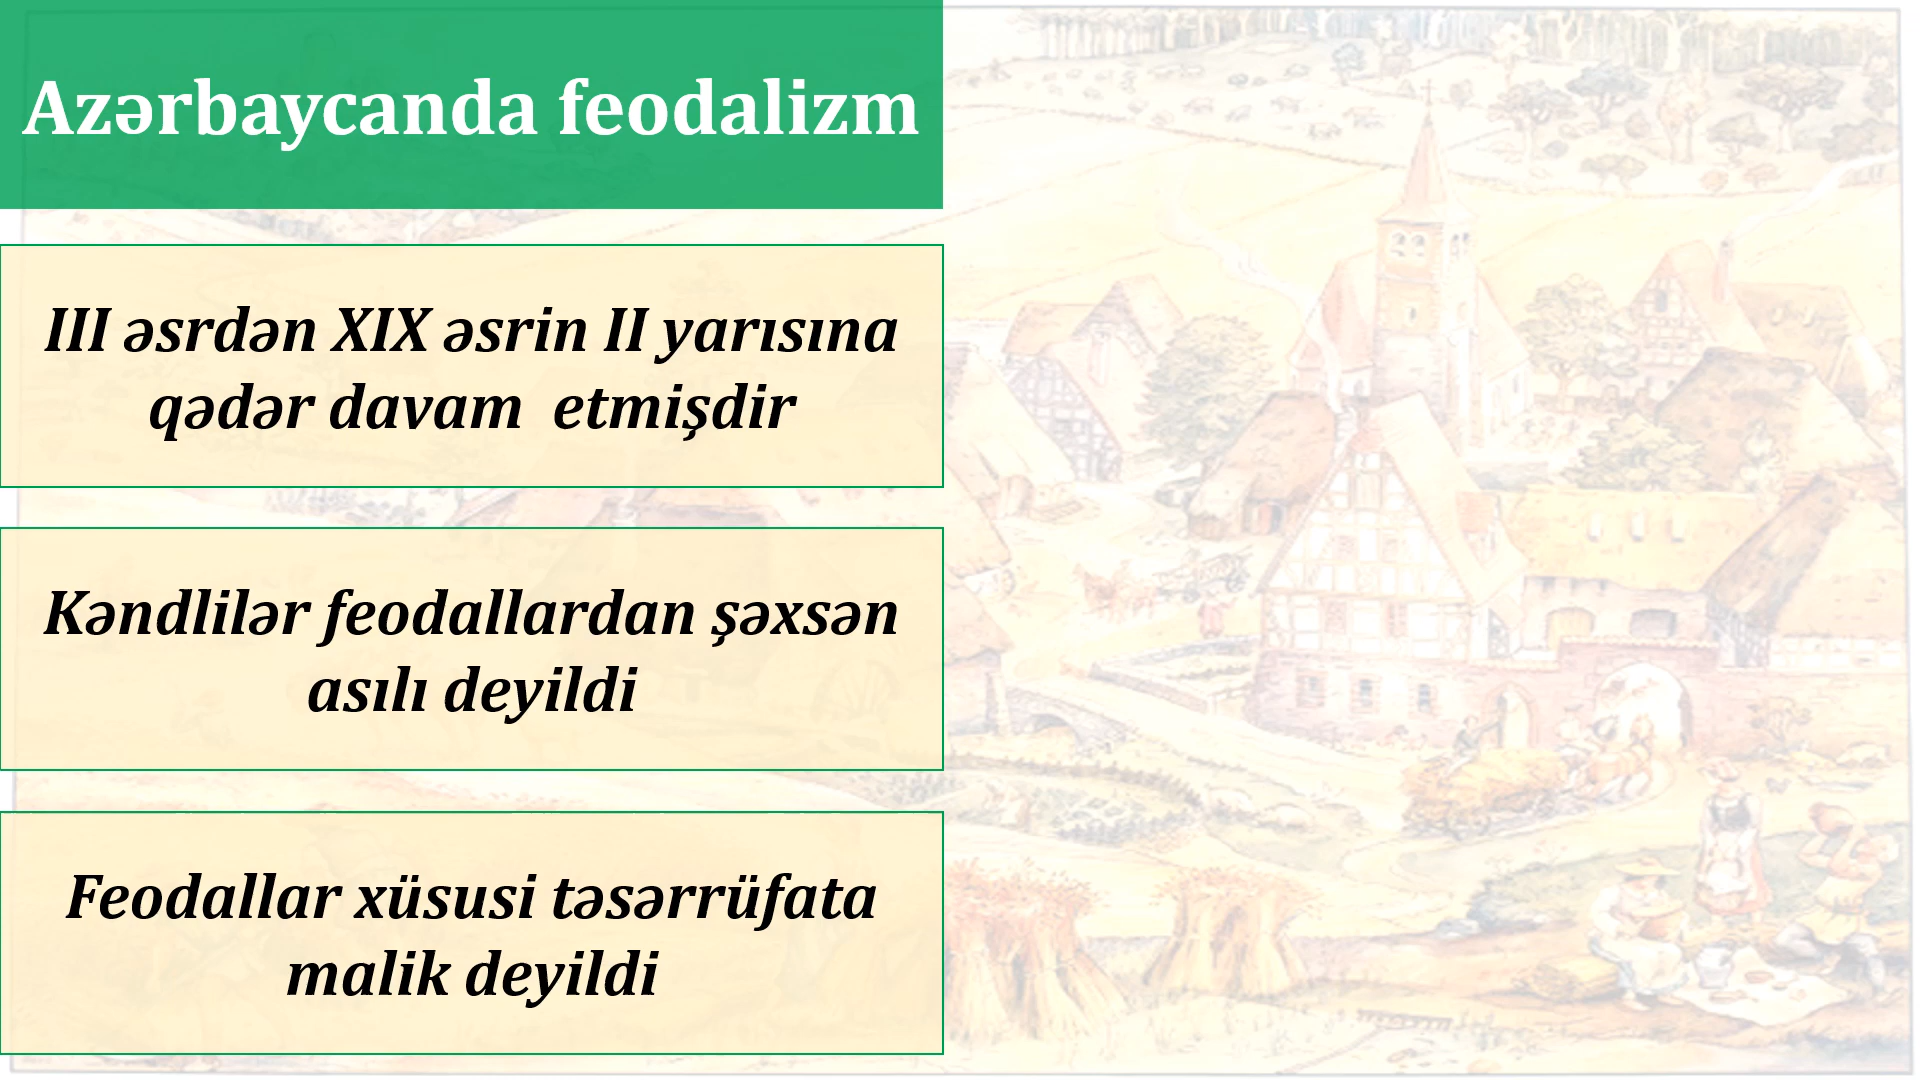 Azərbaycanda feodalizm
III əsrdən XIX əsrin II yarısına
qədər davam  etmişdir
Kəndlilər feodallardan şəxsən
asılı deyildi
Feodallar xüsusi təsərrüfata
malik deyildi